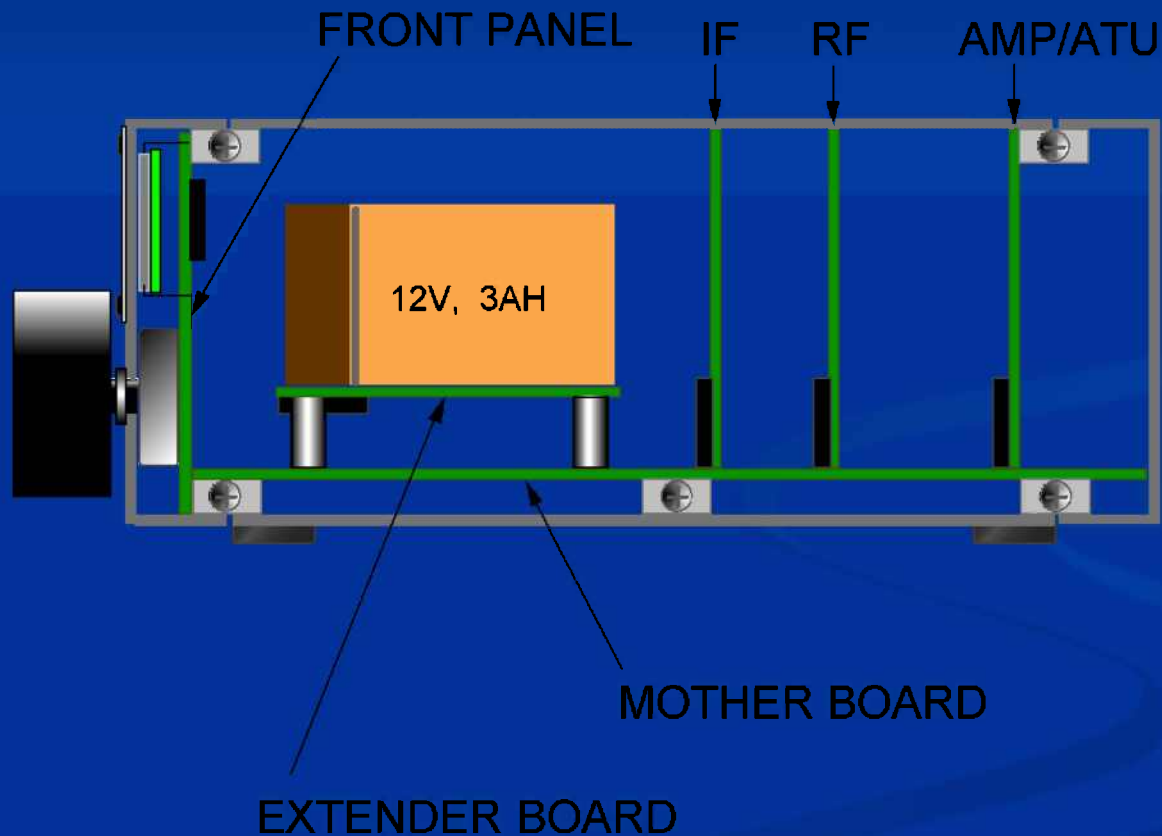 FRONT PANEL
IF
RF
AMP/ATU
12V, 3AH
MOTHER BOARD
EXTENDER BOARD